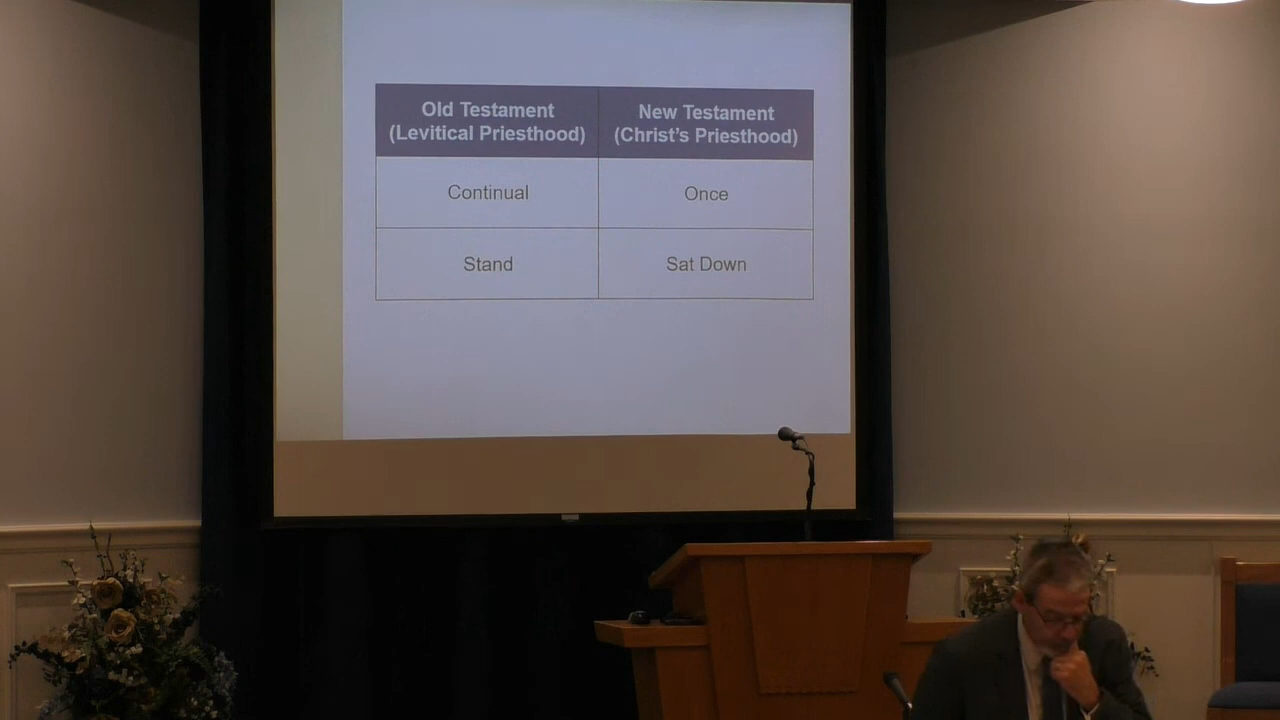 Old Testament
(Levitical Priesthood)
New Testament
(Christ's Priesthood)
Continual
Once
Stand
Sat Down